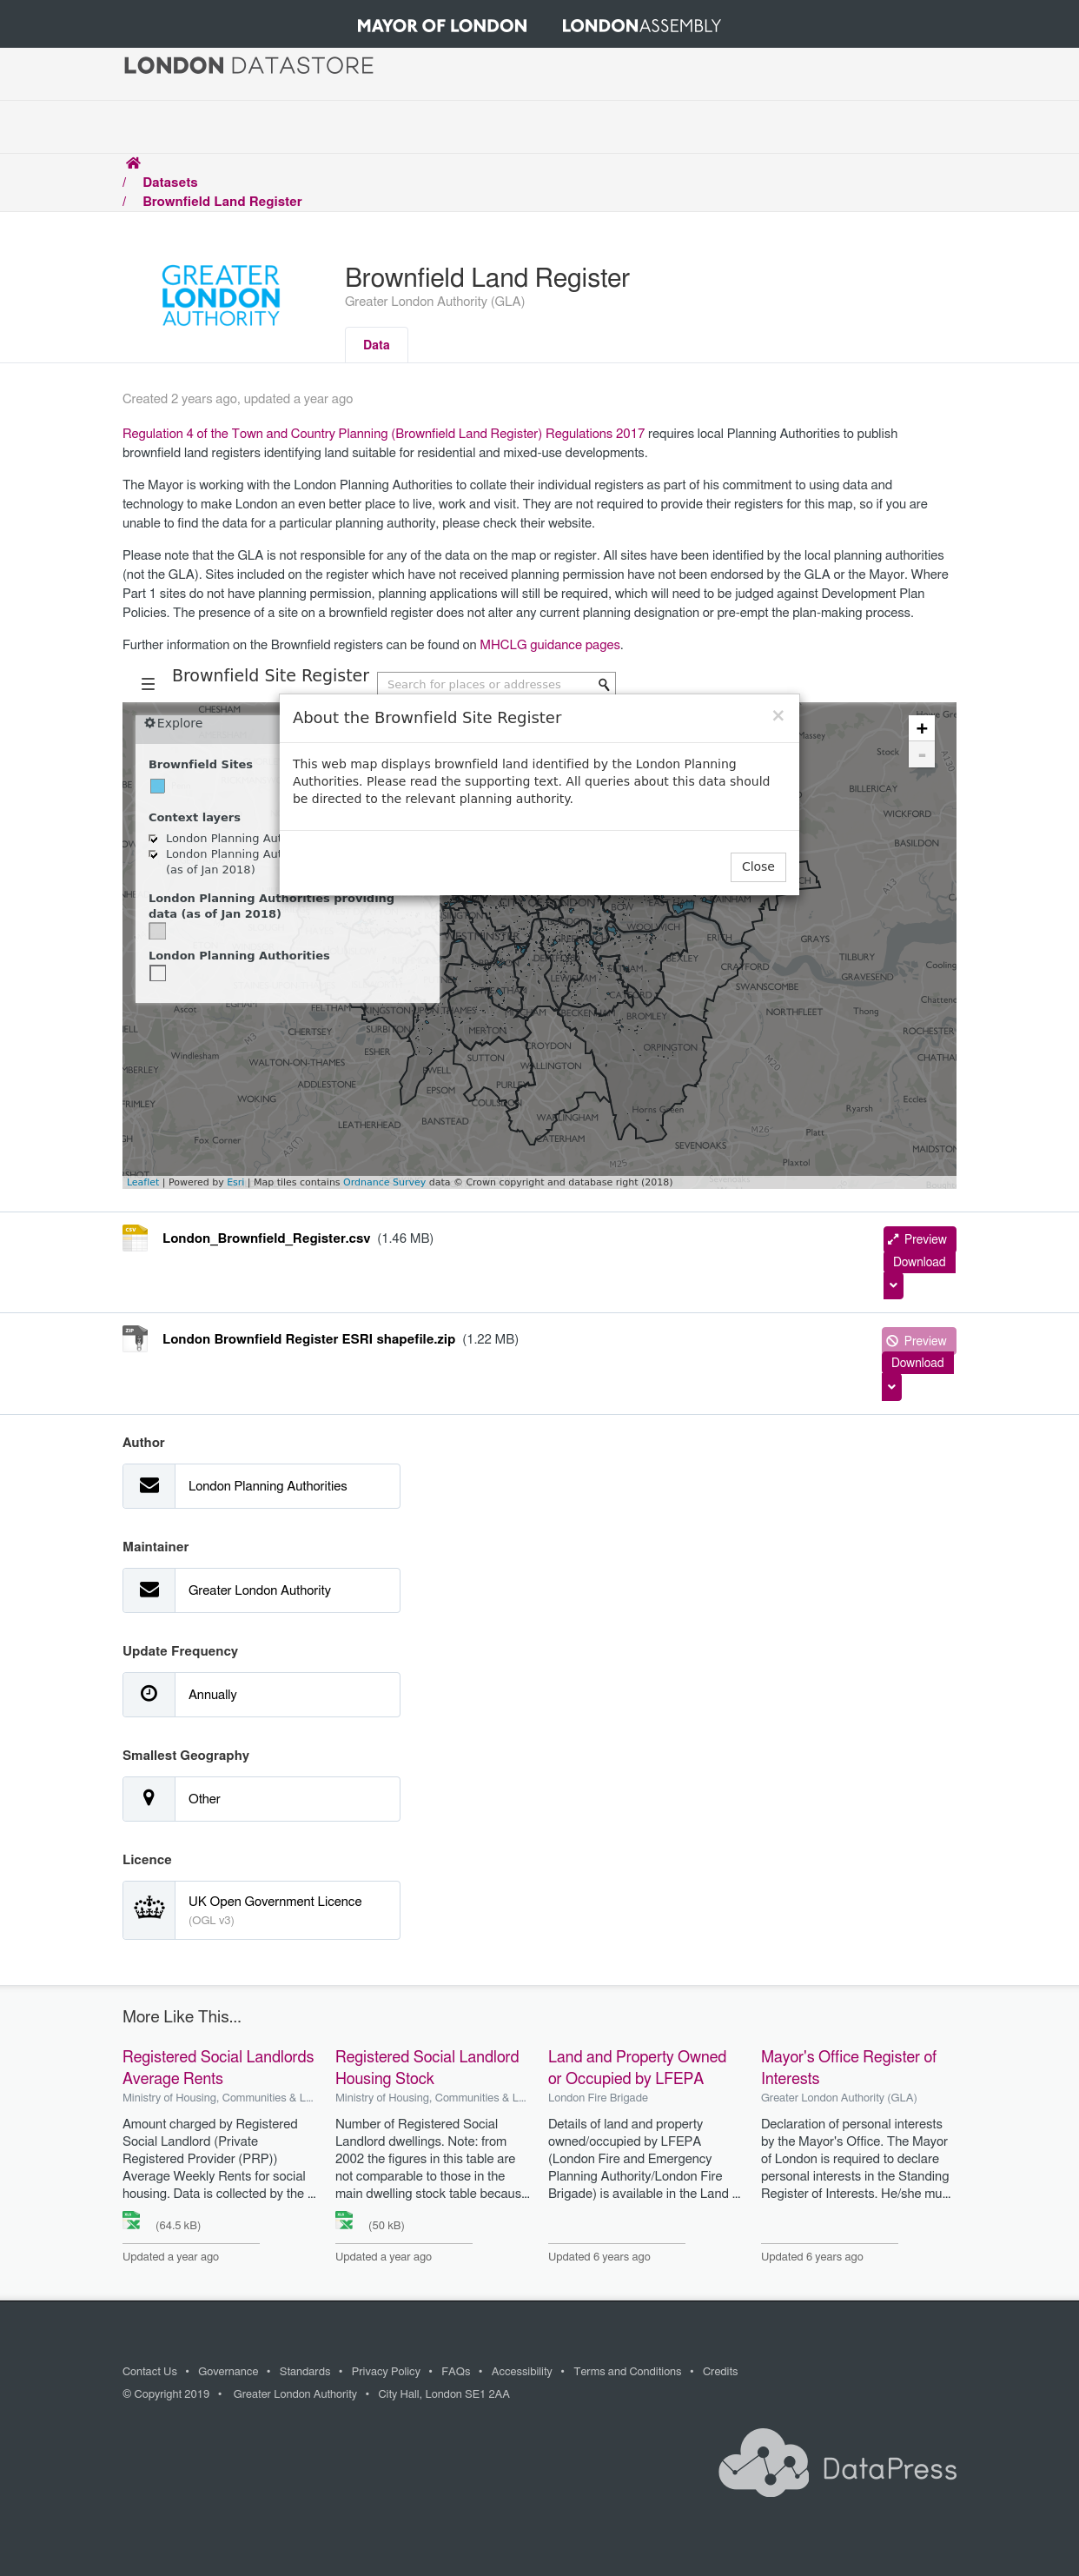 MAYOR OF LONDON
LONDONASSEMBLY
LONDON DATASTORE
/ Datasets
/ Brownfield Land Register
GREATER
LONDON
AUTHORITY
Brownfield Land Register
Greater London Authority (GLA)
Data
Created 2 years ago, updated a year ago
Regulation 4 of the Town and Country Planning (Brownfield Land Register) Regulations 2017 requires local Planning Authorities to publish
brownfield land registers identifying land suitable for residential and mixed-use developments.
The Mayor is working with the London Planning Authorities to collate their individual registers as part of his commitment to using data and
technology to make London an even better place to live, work and visit. They are not required to provide their registers for this map, so if you are
unable to find the data for a particular planning authority, please check their website.
Please note that the GLA is not responsible for any of the data on the map or register. All sites have been identified by the local planning authorities
(not the GLA). Sites included on the register which have not received planning permission have not been endorsed by the GLA or the Mayor. Where
Part 1 sites do not have planning permission, planning applications will still be required, which will need to be judged against Development Plan
Policies. The presence of a site on a brownfield register does not alter any current planning designation or pre-empt the plan-making process.
Further information on the Brownfield registers can be found on MHCLG guidance pages.
Brownfield Site Register
Search for places or addresses
CHESHAM
Explore
About the Brownfield Site Register
×
This web map displays brownfield land identified by the London Planning
Authorities. Please read the supporting text. All queries about this data should
be directed to the relevant planning authority.
Close
Brownfield Sites
Context layers
London Planning Aut
London Planning Aut
(as of Jan 2018)
London Planning Authorities providing
data (as of Jan 2018)
London Planning Authorities
+
-
Massey
Stock
A130
BILLERICAY
WICKFORD
BASILDON
A13
CITY OF LONDON
BOW
WOOLWICH
ERITH
GRAYS
TILBURY
BEXLEY
CRAYFORD
GRAVESEND
Cooling
SWANSCOMBE
LEWISHAM
CATFORD
NORTHFLEET
Thong
Chattend
ROCHESTER
CHATHA
EGHAM
Ascot
FELTHAM
KINGSTON UPON THAMES
BECKENHAM
BROMLEY
CHERTSEY
SURBITON
MERTON
CROYDON
ORPINGTON
Windlesham
ESHER
SUTTON
WALLINGTON
WALTON-ON-THAMES
EWELL
M20
ADDLESTONE
EPSOM
PURLEY
WOKING
COULSDON
BANSTEAD
WARLINGHAM
Horns Green
Ryarsh
Eccles
LEATHERHEAD
M26
Platt
Fox Corner
CATERHAM
SEVENOAKS
MAIDSTON
M25
Plaxtol
Leaflet | Powered by Esri | Map tiles contains Ordnance Survey data © Crown copyright and database right (2018)
CSV
London_Brownfield_Register.csv (1.46 MB)
Preview
Download
ZIP
London Brownfield Register ESRI shapefile.zip (1.22 MB)
Preview
Download
Author
London Planning Authorities
Maintainer
Greater London Authority
Update Frequency
Annually
Smallest Geography
Other
Licence
UK Open Government Licence
(OGL v3)
More Like This...
Registered Social Landlords
Average Rents
Ministry of Housing, Communities & L...
Amount charged by Registered
Social Landlord (Private
Registered Provider (PRP))
Average Weekly Rents for social
housing. Data is collected by the ...
(64.5 kB)
Updated a year ago
Registered Social Landlord
Housing Stock
Ministry of Housing, Communities & L...
Number of Registered Social
Landlord dwellings. Note: from
2002 the figures in this table are
not comparable to those in the
main dwelling stock table becaus...
(50 kB)
Updated a year ago
Land and Property Owned
or Occupied by LFEPA
London Fire Brigade
Details of land and property
owned/occupied by LFEPA
(London Fire and Emergency
Planning Authority/London Fire
Brigade) is available in the Land ...
Updated 6 years ago
Mayor's Office Register of
Interests
Greater London Authority (GLA)
Declaration of personal interests
by the Mayor's Office. The Mayor
of London is required to declare
personal interests in the Standing
Register of Interests. He/she mu...
Updated 6 years ago
Contact Us • Governance • Standards • Privacy Policy • FAQs • Accessibility • Terms and Conditions • Credits
© Copyright 2019 • Greater London Authority • City Hall, London SE1 2AA
DataPress